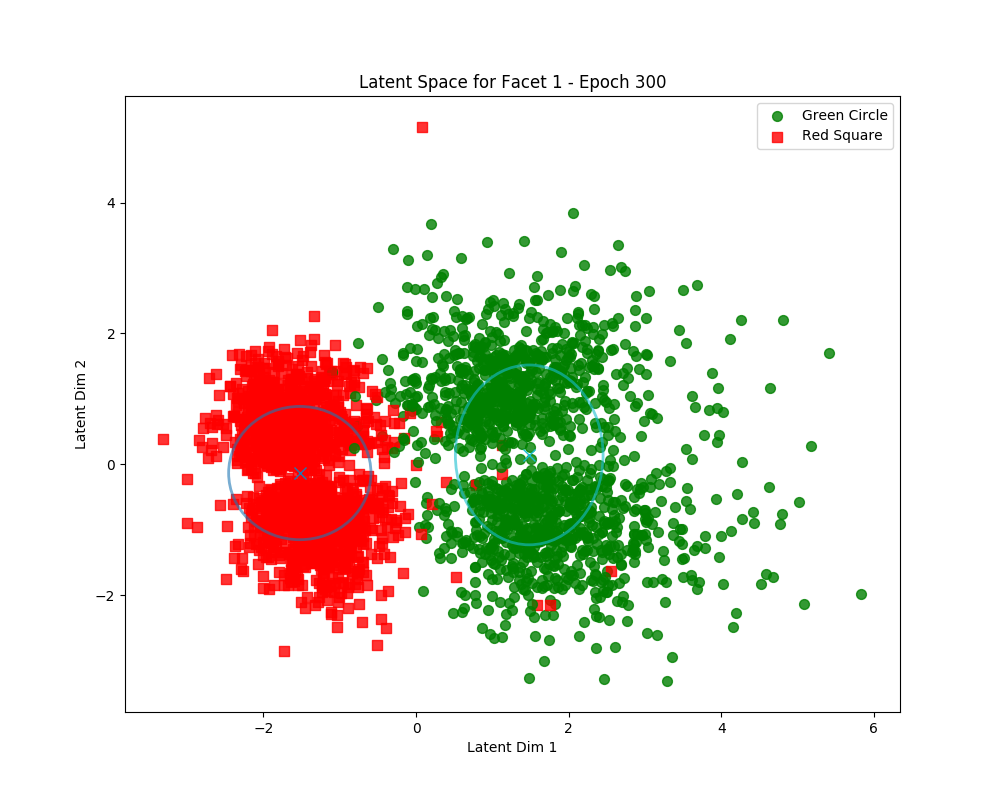 Latent Space for Facet 1 - Epoch 300
Green Circle
Red Square
4
2
0
−2
Latent Dim 2
−2
0
2
4
6
Latent Dim 1